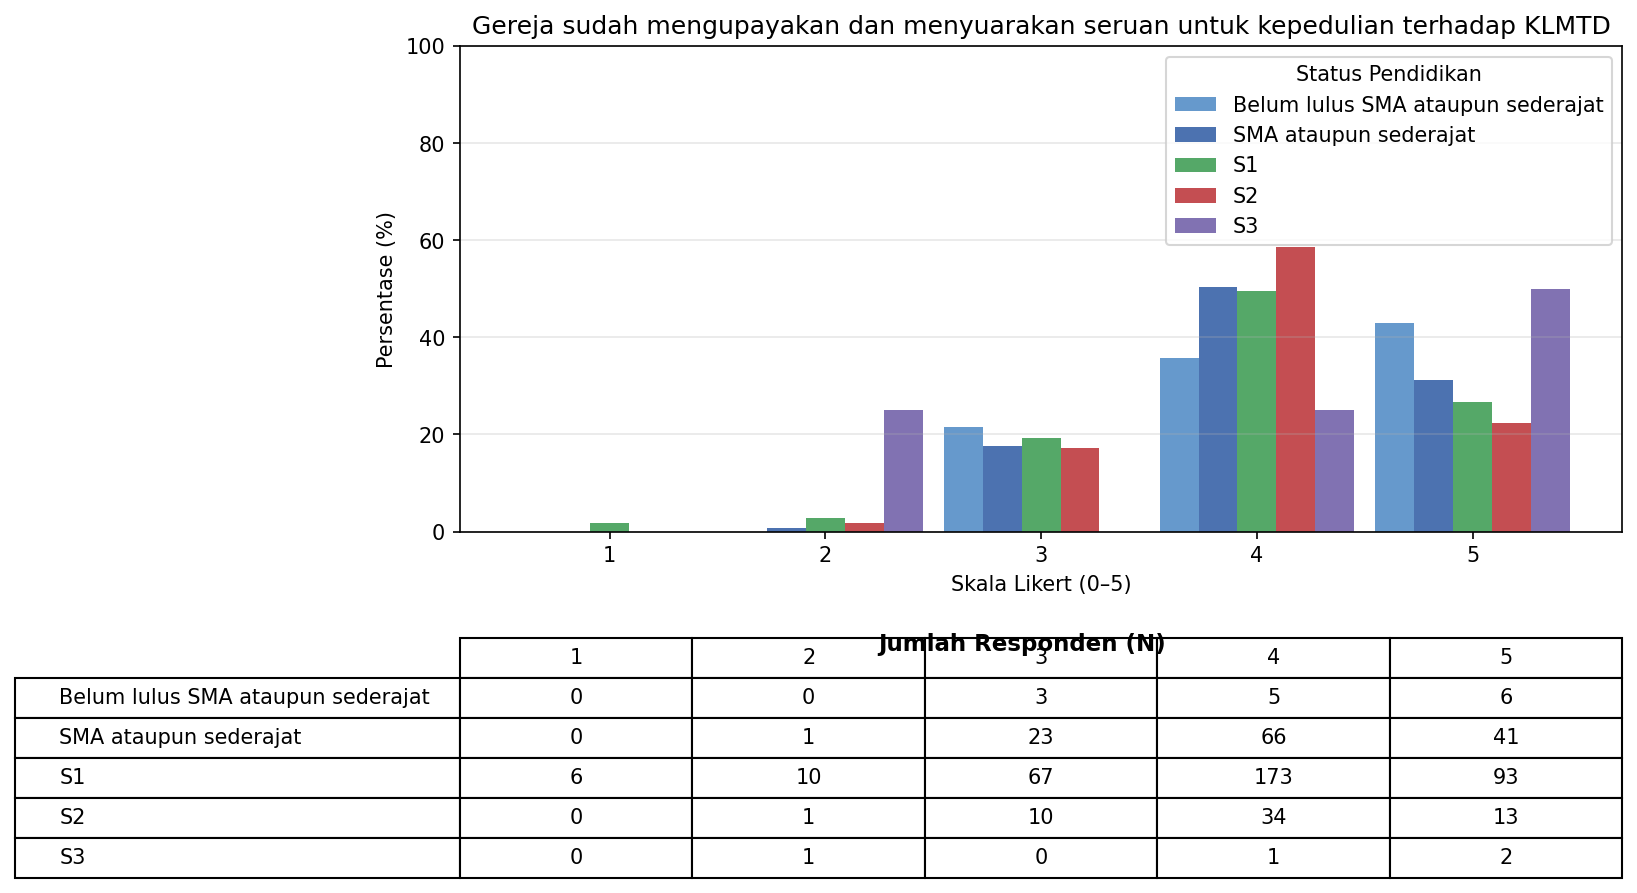 Gereja sudah mengupayakan dan menyuarakan seruan untuk kepedulian terhadap KLMTD
100
80
60
40
20
0
Persentase (%)
Status Pendidikan
Belum lulus SMA ataupun sederajat
SMA ataupun sederajat
S1
S2
S3
1 2 3 4 5
Skala Likert (0–5)
Jumlah Responden (N)
1 2 3 4 5
Belum lulus SMA ataupun sederajat 0 0 3 5 6
SMA ataupun sederajat 0 1 23 66 41
S1 6 10 67 173 93
S2 0 1 10 34 13
S3 0 1 0 1 2